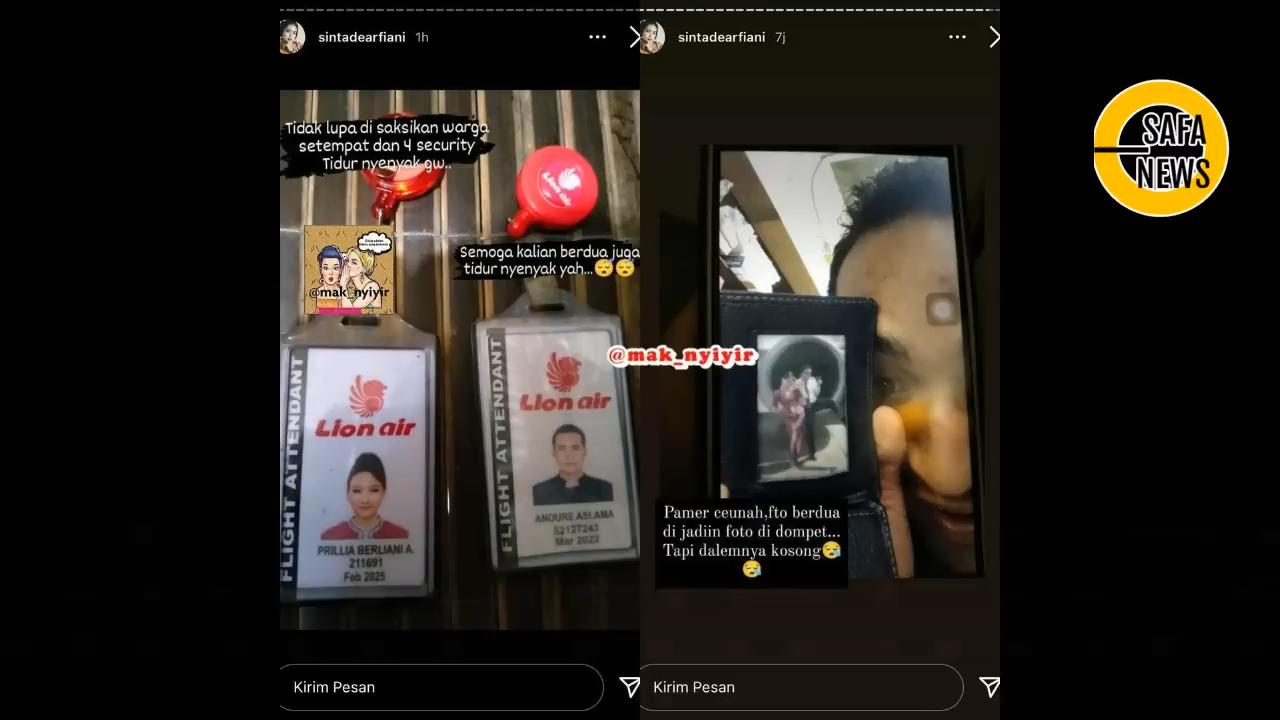 sintadearfiani 1h
Tidak lupa di saksikan warga
setempat dan 4 security
Tidur nyenyak gw..
Lion air
Semoga kalian berdua juga
tidur nyenyak yah...😴😴
@mak_nyiyir
FLIGHT ATTENDANT
Lion air
PRILLIA BERLIANI A.
211691
Feb 2025
FLIGHT ATTENDANT
Lion air
ANOURE ASLAMA
52127243
Mar 2022
Kirim Pesan
sintadearfiani 7j
@mak_nyiyir
Pamer ceunah,fto berdua
di jadiin foto di dompet...
Tapi dalemnya kosong😪
😪
Kirim Pesan
SAFA
NEWS